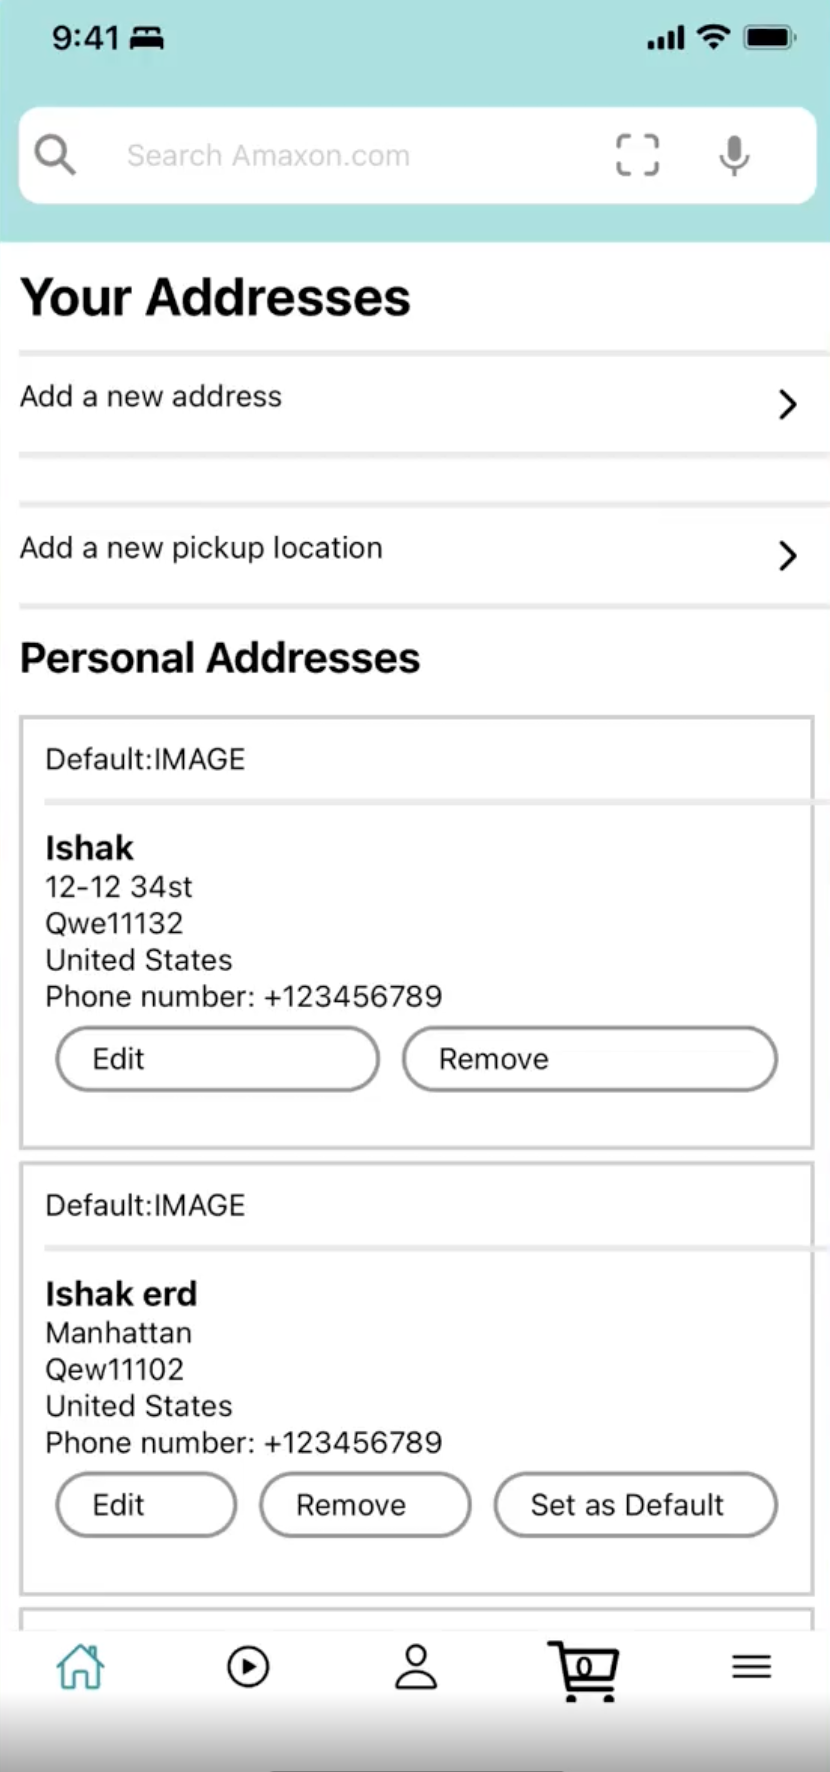 9:41
Search Amaxon.com
Your Addresses
Add a new address
Add a new pickup location
Personal Addresses
Default:IMAGE
Ishak
12-12 34st
Qwe11132
United States
Phone number: +123456789
Edit Remove
Default:IMAGE
Ishak erd
Manhattan
Qew11102
United States
Phone number: +123456789
Edit Remove Set as Default
0